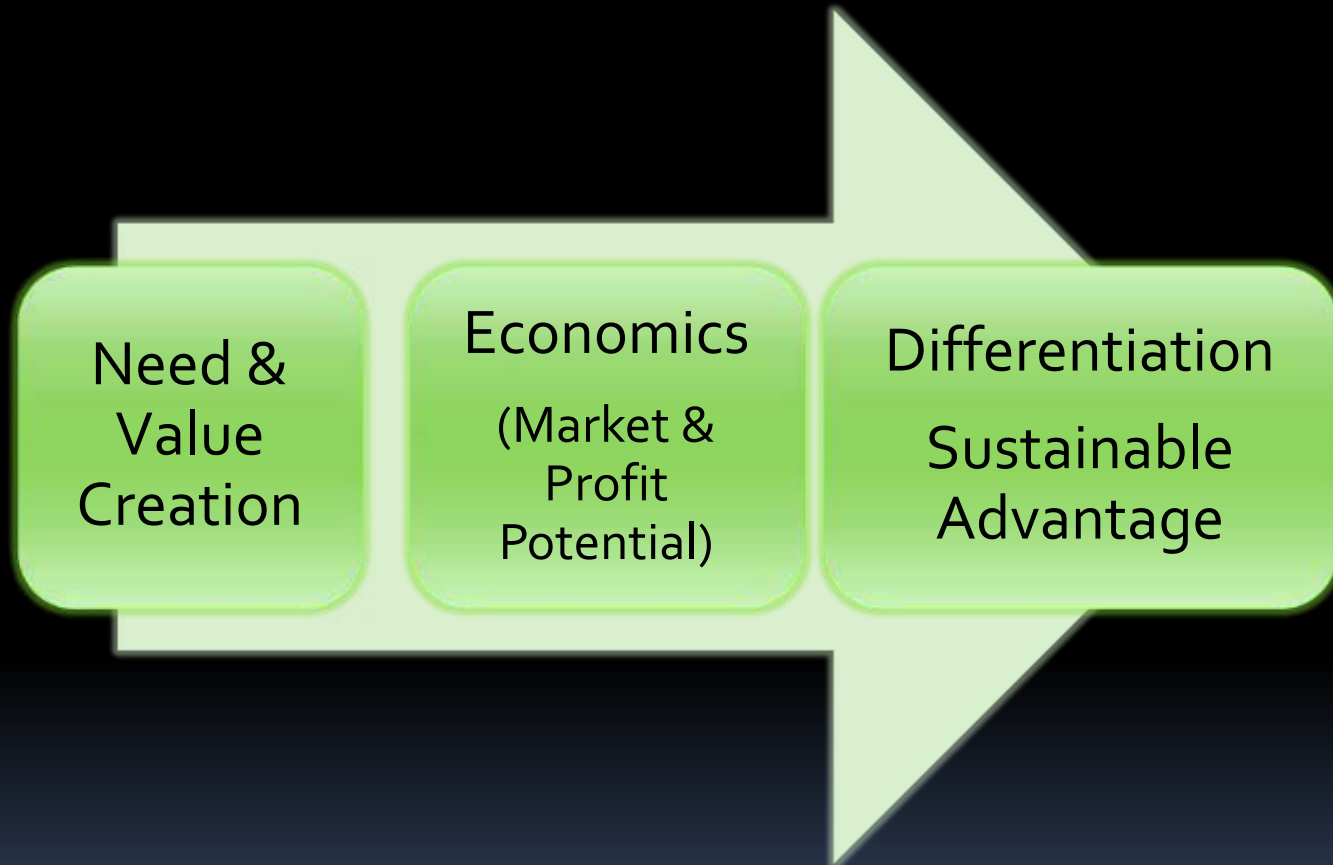 Need &
Value
Creation
Economics
(Market &
Profit
Potential)
Differentiation
Sustainable
Advantage